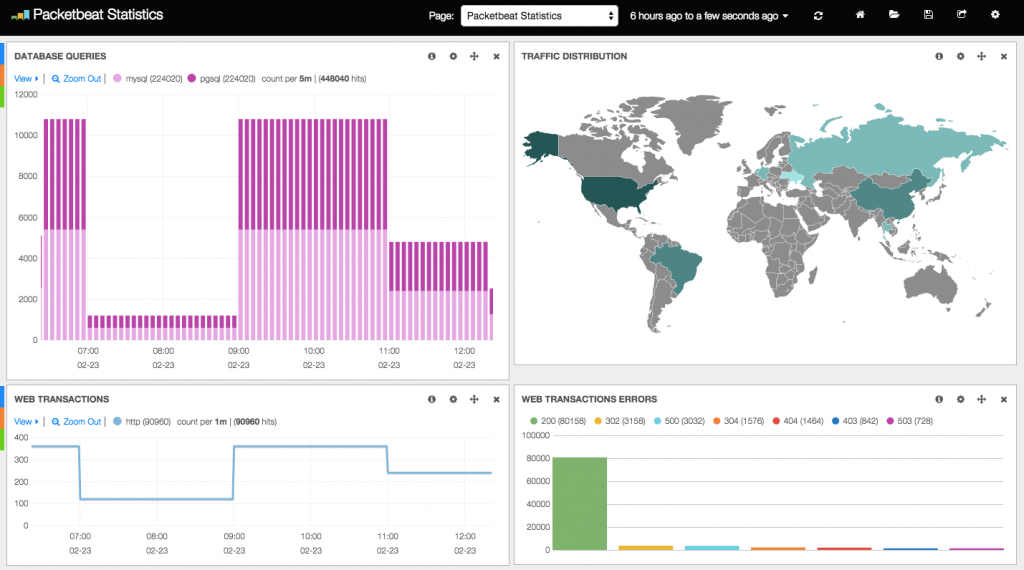 Packetbeat Statistics
Page: Packetbeat Statistics 6 hours ago to a few seconds ago
DATABASE QUERIES
View | Zoom Out | mysql (224020) pgsql (224020) count per 5m | (448040 hits)
12000
10000
8000
6000
4000
2000
0
07:00 08:00 09:00 10:00 11:00 12:00
02-23 02-23 02-23 02-23 02-23 02-23
TRAFFIC DISTRIBUTION
WEB TRANSACTIONS
View | Zoom Out | http (90960) count per 1m | (90960 hits)
400
300
200
100
0
07:00 08:00 09:00 10:00 11:00 12:00
02-23 02-23 02-23 02-23 02-23 02-23
WEB TRANSACTIONS ERRORS
200 (80158) 302 (3158) 500 (3032) 304 (1576) 404 (1464) 403 (842) 503 (728)
100000
80000
60000
40000
20000
0